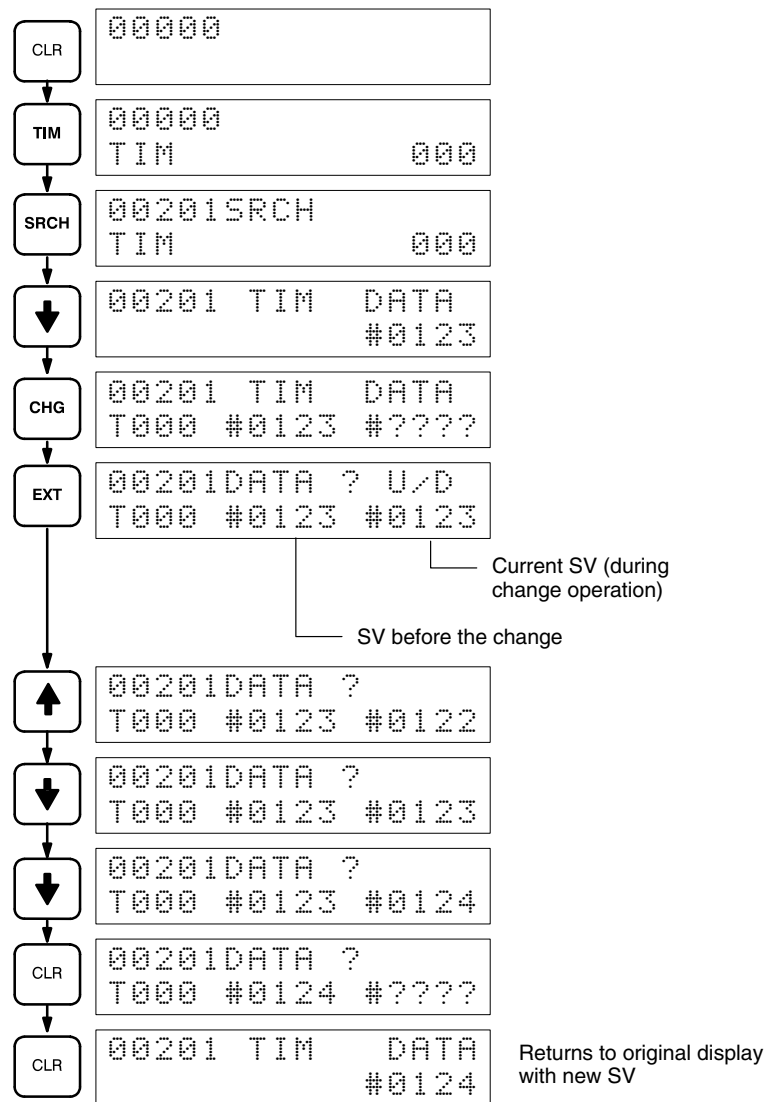 CLR
00000
TIM
00000
TIM 000
SRCH
00201SRCH
TIM 000
00201 TIM DATA
#0123
CHG
00201 TIM DATA
T000 #0123 #????
EXT
00201DATA ? U/D
T000 #0123 #0123
Current SV (during
change operation)
SV before the change
00201DATA ?
T000 #0123 #0122
00201DATA ?
T000 #0123 #0123
00201DATA ?
T000 #0123 #0124
CLR
00201DATA ?
T000 #0124 #????
CLR
00201 TIM DATA
#0124
Returns to original display
with new SV